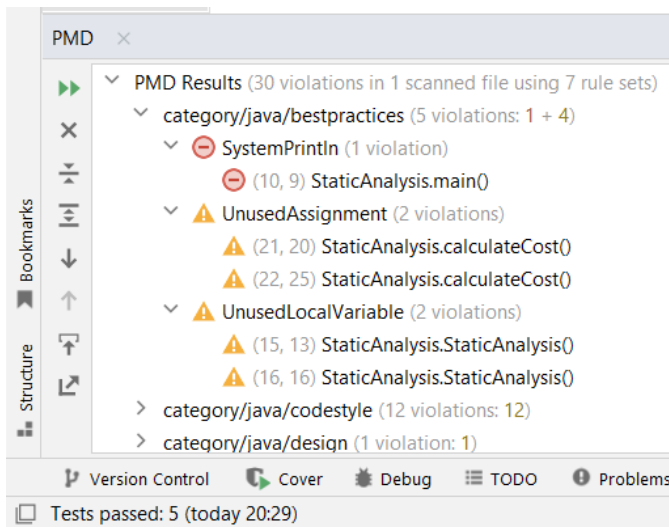 PMD
PMD Results (30 violations in 1 scanned file using 7 rule sets)
category/java/bestpractices (5 violations: 1 + 4)
SystemPrintln (1 violation)
(10, 9) StaticAnalysis.main()
UnusedAssignment (2 violations)
(21, 20) StaticAnalysis.calculateCost()
(22, 25) StaticAnalysis.calculateCost()
UnusedLocalVariable (2 violations)
(15, 13) StaticAnalysis.StaticAnalysis()
(16, 16) StaticAnalysis.StaticAnalysis()
category/java/codestyle (12 violations: 12)
category/java/design (1 violation: 1)
Bookmarks
Structure
Version Control Cover Debug TODO Problems
Tests passed: 5 (today 20:29)